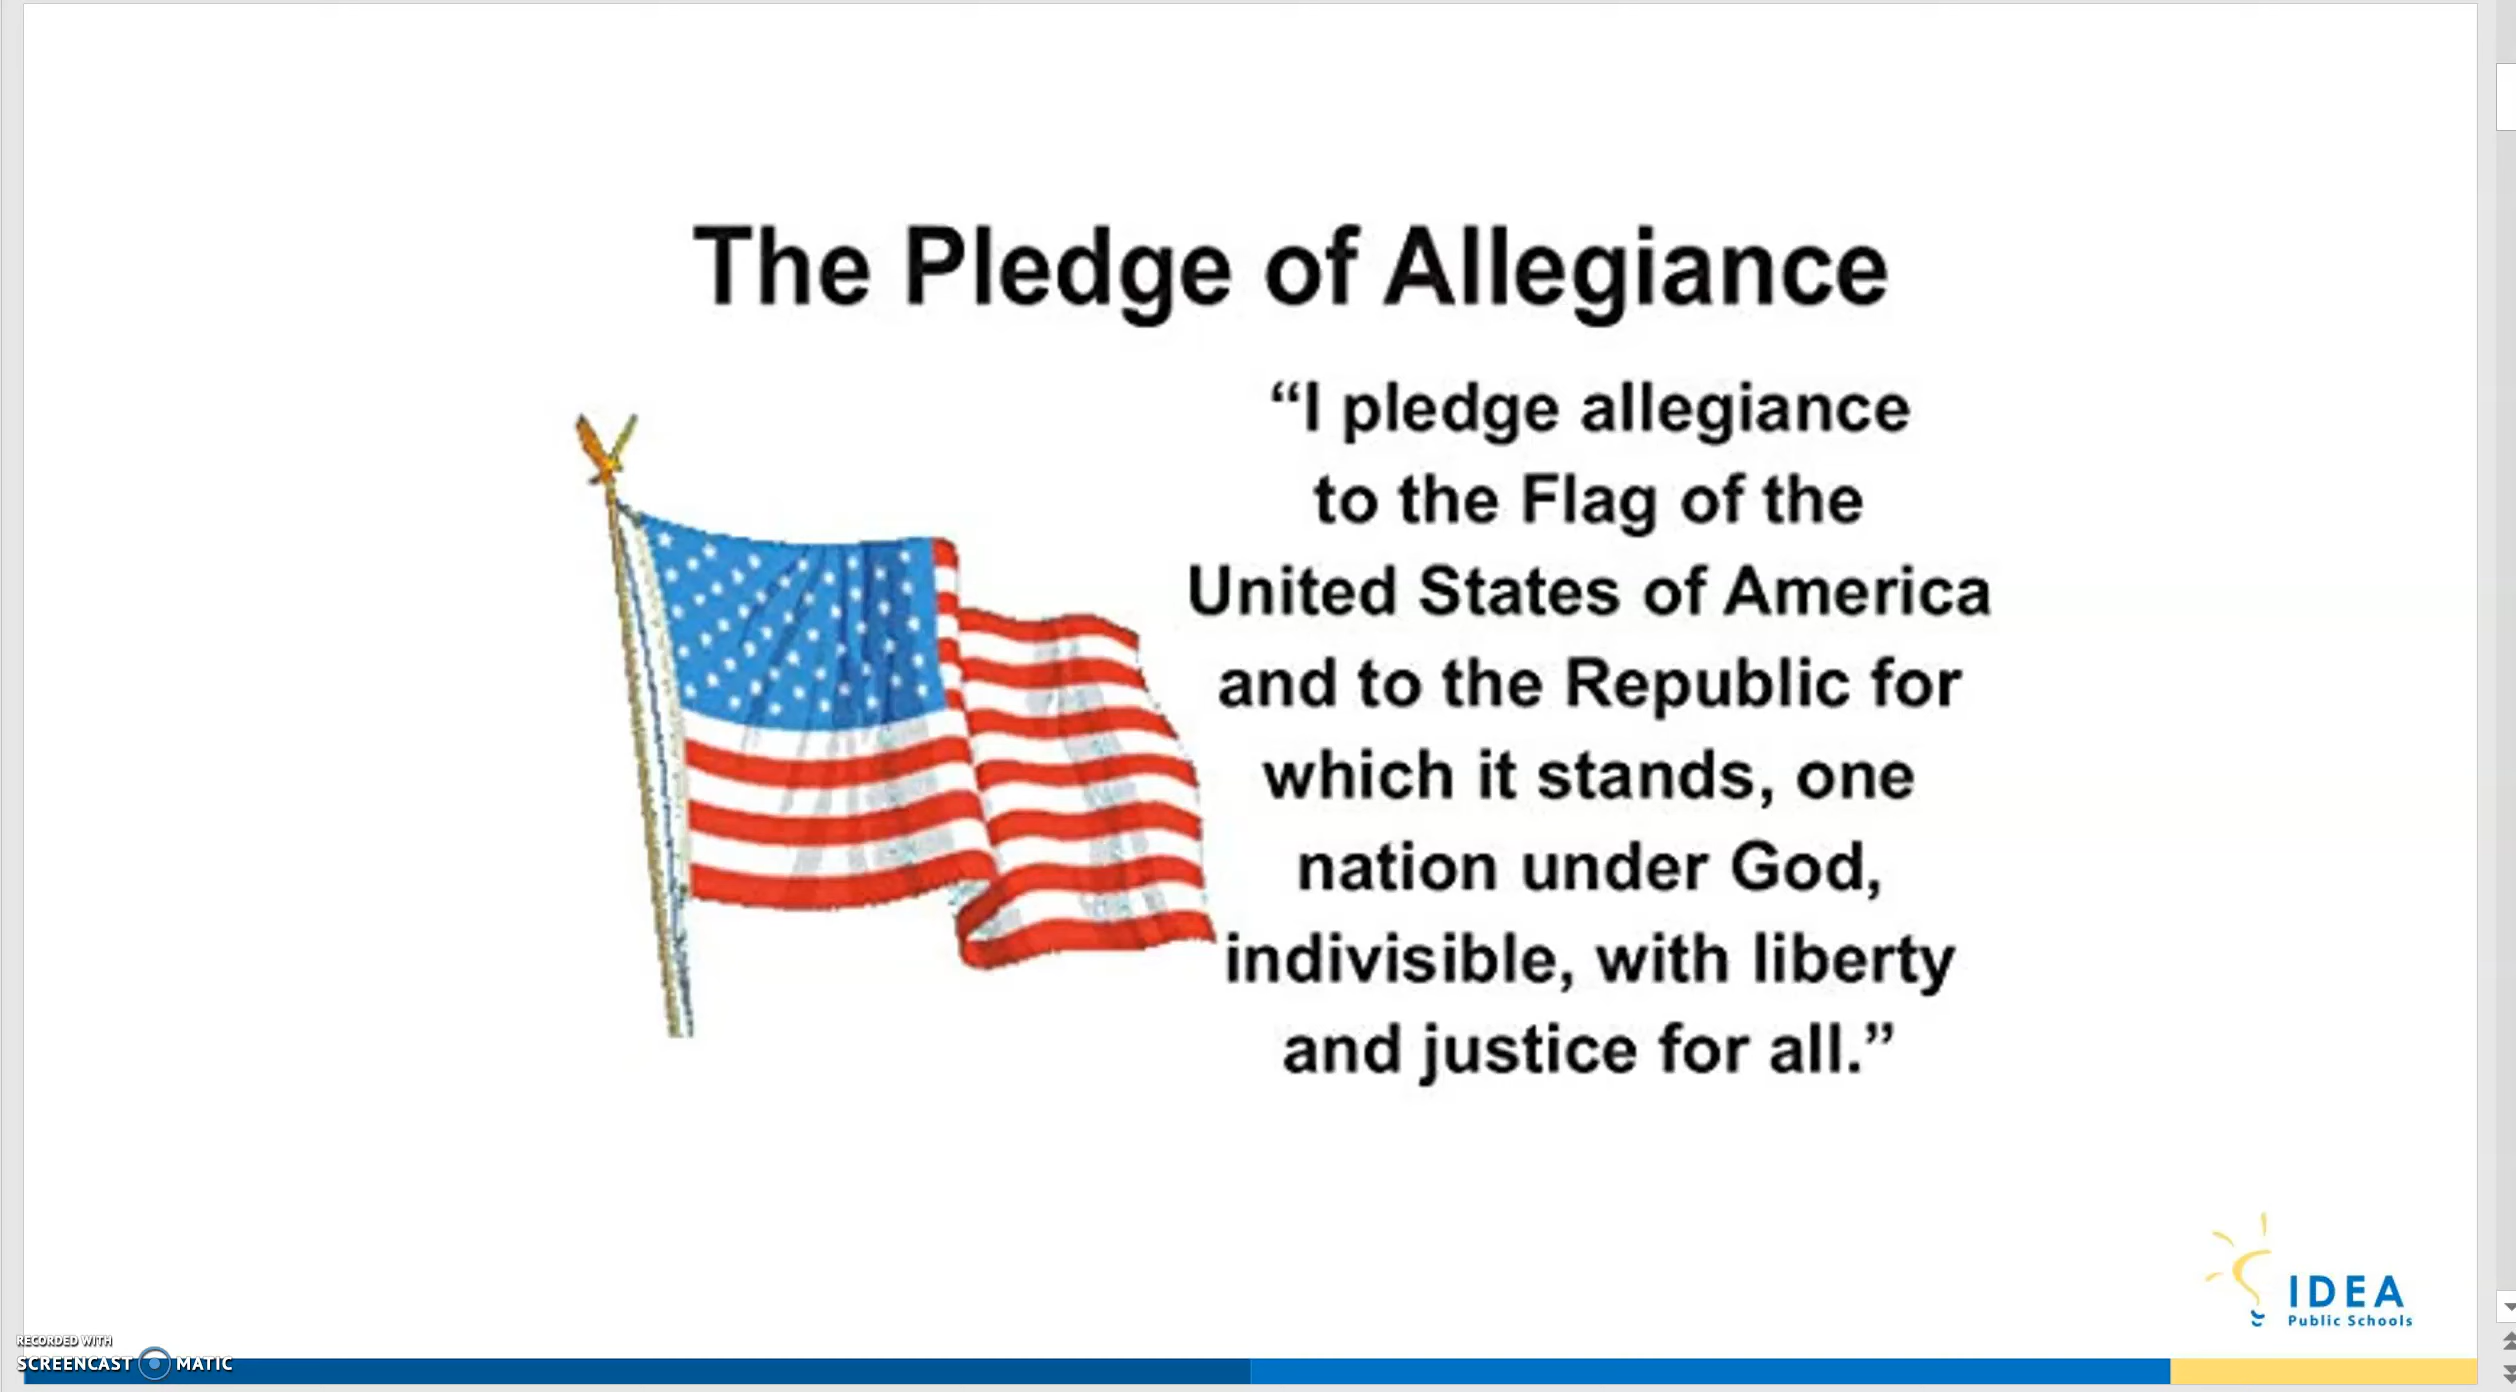 The Pledge of Allegiance
“I pledge allegiance
to the Flag of the
United States of America
and to the Republic for
which it stands, one
nation under God,
indivisible, with liberty
and justice for all.”
IDEA
Public Schools
RECORDED WITH
SCREENCAST MATIC